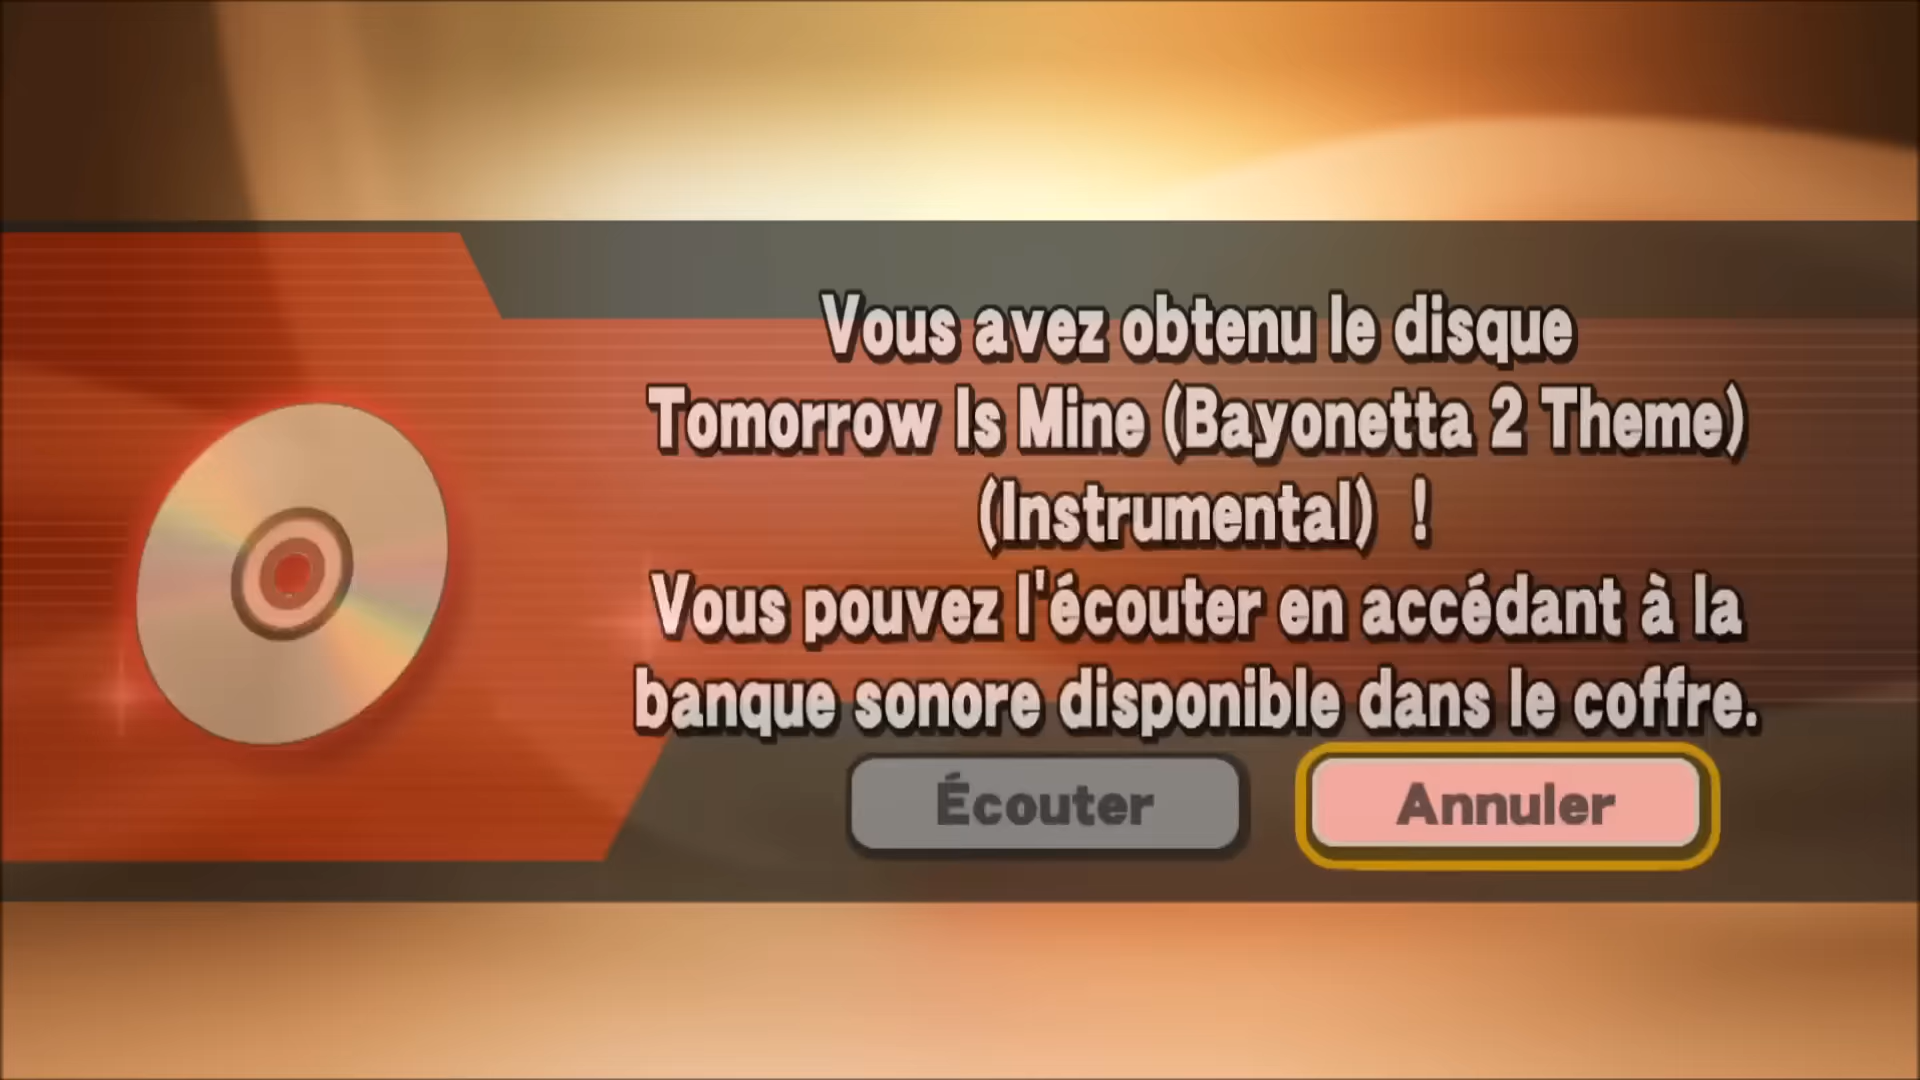 Vous avez obtenu le disque
Tomorrow Is Mine (Bayonetta 2 Theme)
(Instrumental) !
Vous pouvez l'écouter en accédant à la
banque sonore disponible dans le coffre.
Écouter Annuler